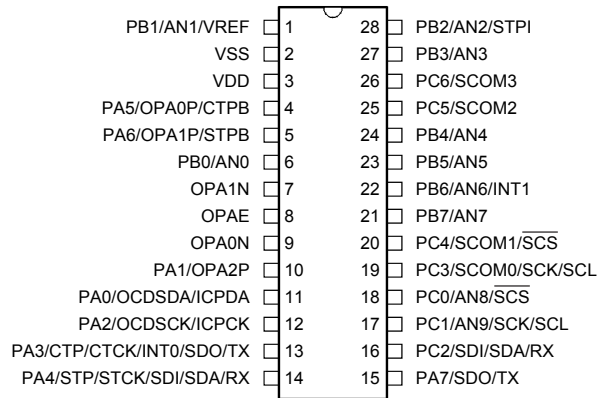 PB1/AN1/VREF 1 28 PB2/AN2/STPI
VSS 2 27 PB3/AN3
VDD 3 26 PC6/SCOM3
PA5/OPA0P/CTPB 4 25 PC5/SCOM2
PA6/OPA1P/STPB 5 24 PB4/AN4
PB0/AN0 6 23 PB5/AN5
OPA1N 7 22 PB6/AN6/INT1
OPAE 8 21 PB7/AN7
OPA0N 9 20 PC4/SCOM1/S̅C̅S̅
PA1/OPA2P 10 19 PC3/SCOM0/SCK/SCL
PA0/OCDSDA/ICPDA 11 18 PC0/AN8/S̅C̅S̅
PA2/OCDSCK/ICPCK 12 17 PC1/AN9/SCK/SCL
PA3/CTP/CTCK/INT0/SDO/TX 13 16 PC2/SDI/SDA/RX
PA4/STP/STCK/SDI/SDA/RX 14 15 PA7/SDO/TX